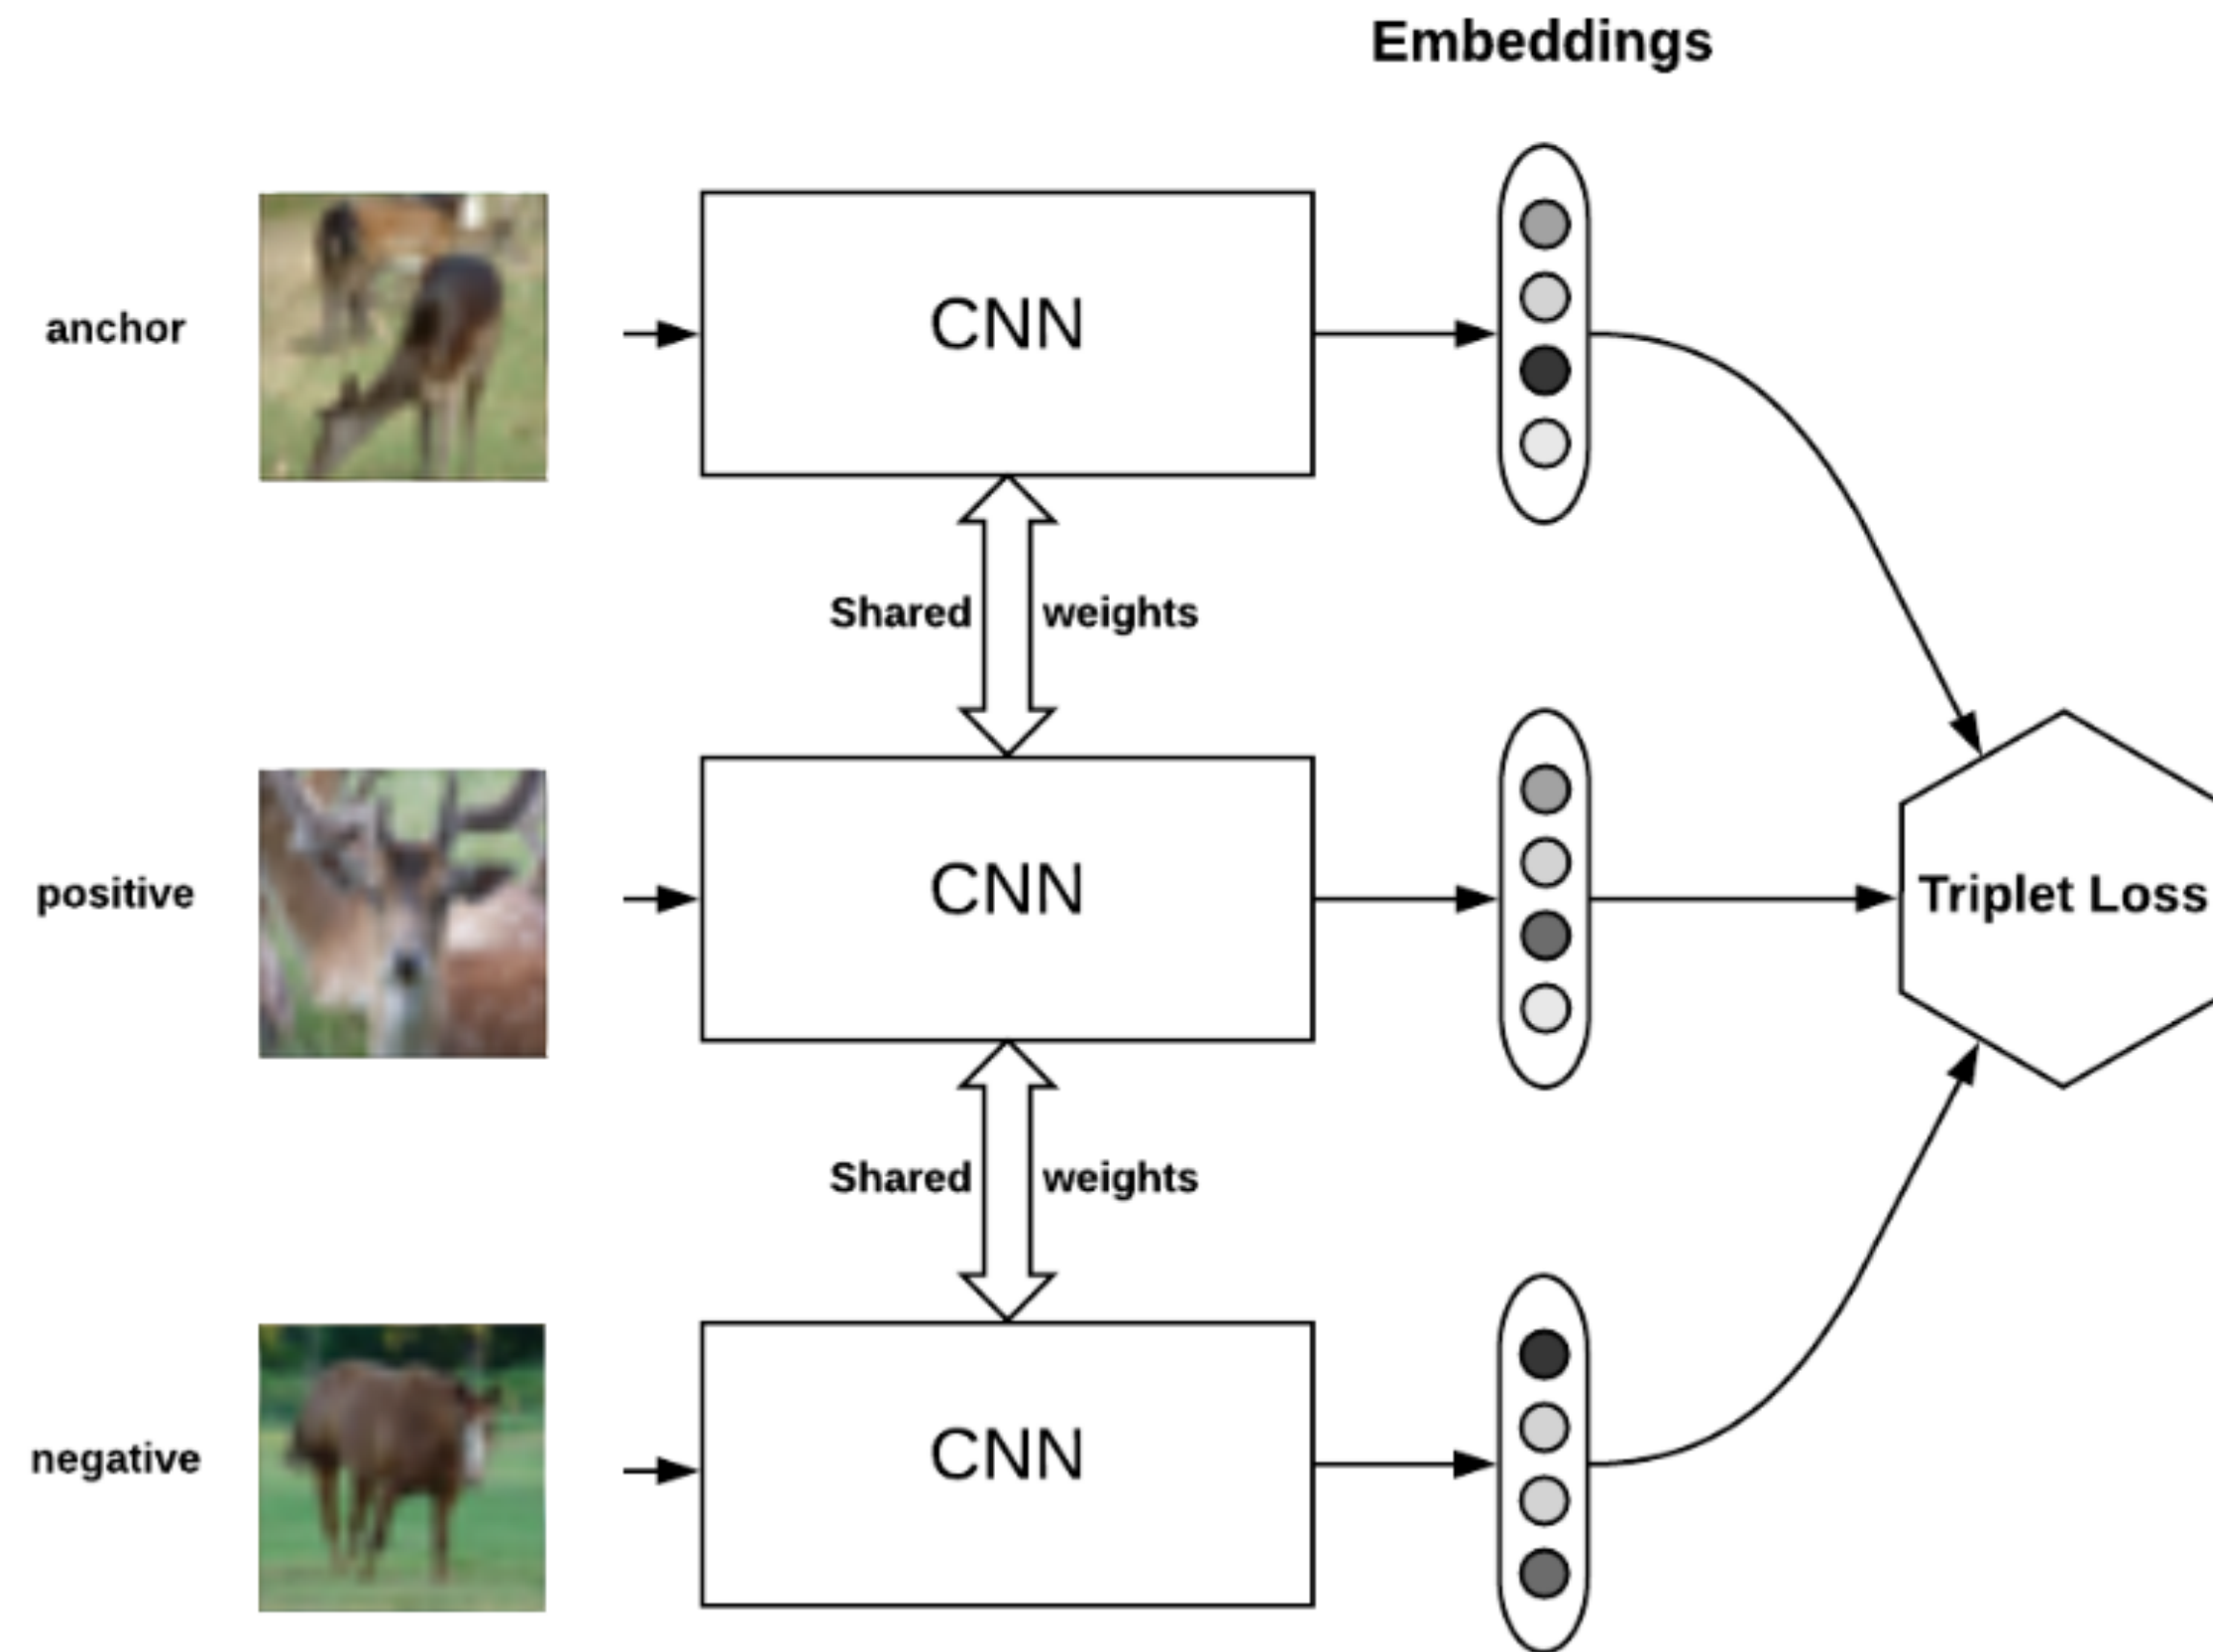 Embeddings
anchor
CNN
Shared weights
positive
CNN
Triplet Loss
Shared weights
negative
CNN